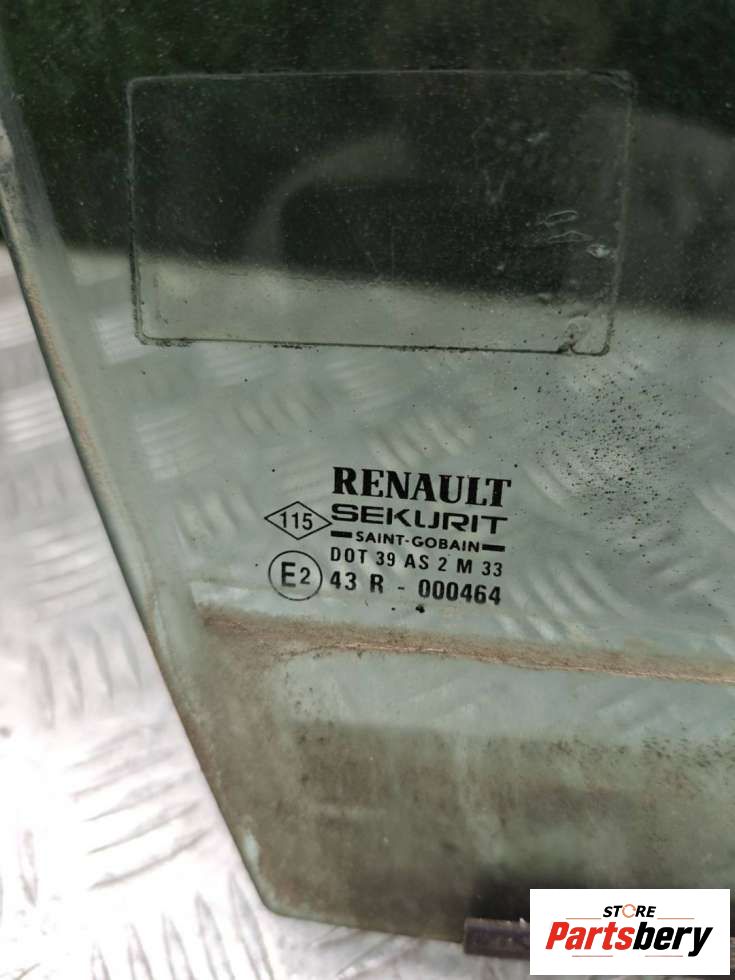 RENAULT
115 SEKURIT
SAINT-GOBAIN
DOT 39 AS 2 M 33
E2 43 R - 000464
STORE
Partsbery